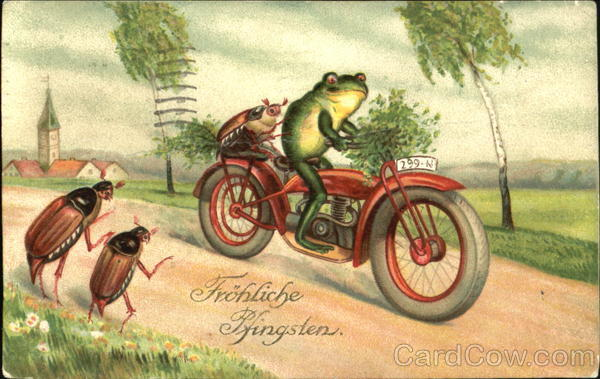 299-N
Fröhliche
Pfingsten.
CardCow.com